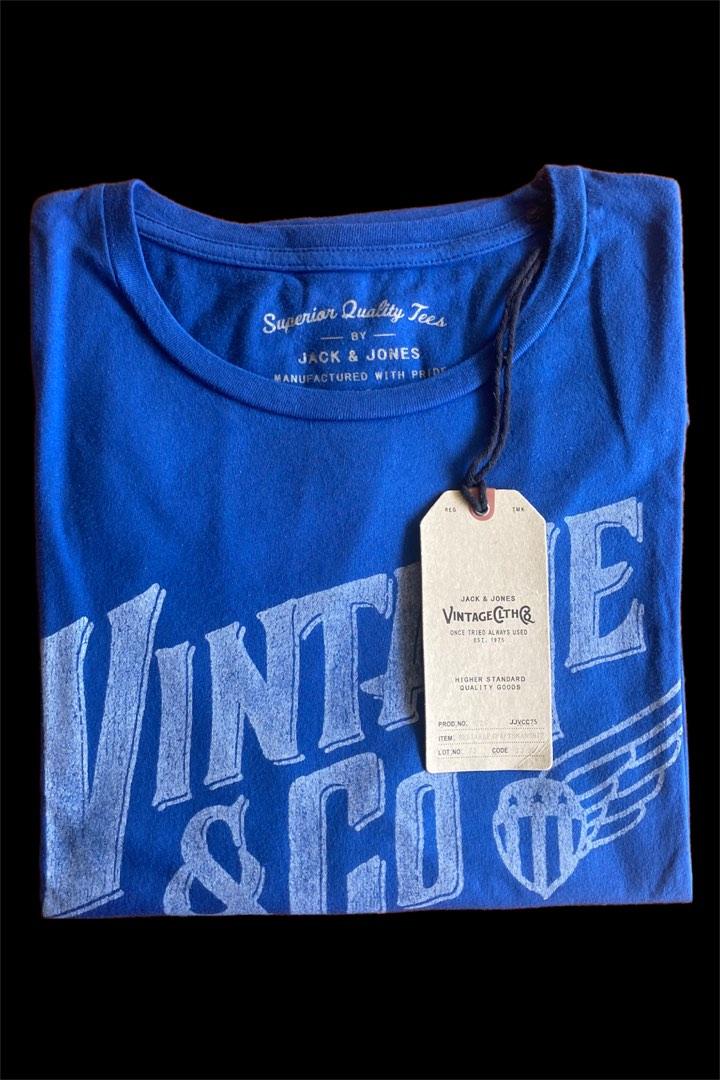 Superior Quality Tees
BY
JACK & JONES
MANUFACTURED WITH PRIDE
REG TMK
JACK & JONES
VINTAGE CLTH Co
ONCE TRIED ALWAYS USED
EST. 1975
HIGHER STANDARD
QUALITY GOODS
PROD.NO. JJVCC75
ITEM.
LOT.NO. CODE
VINTAGE
& CO